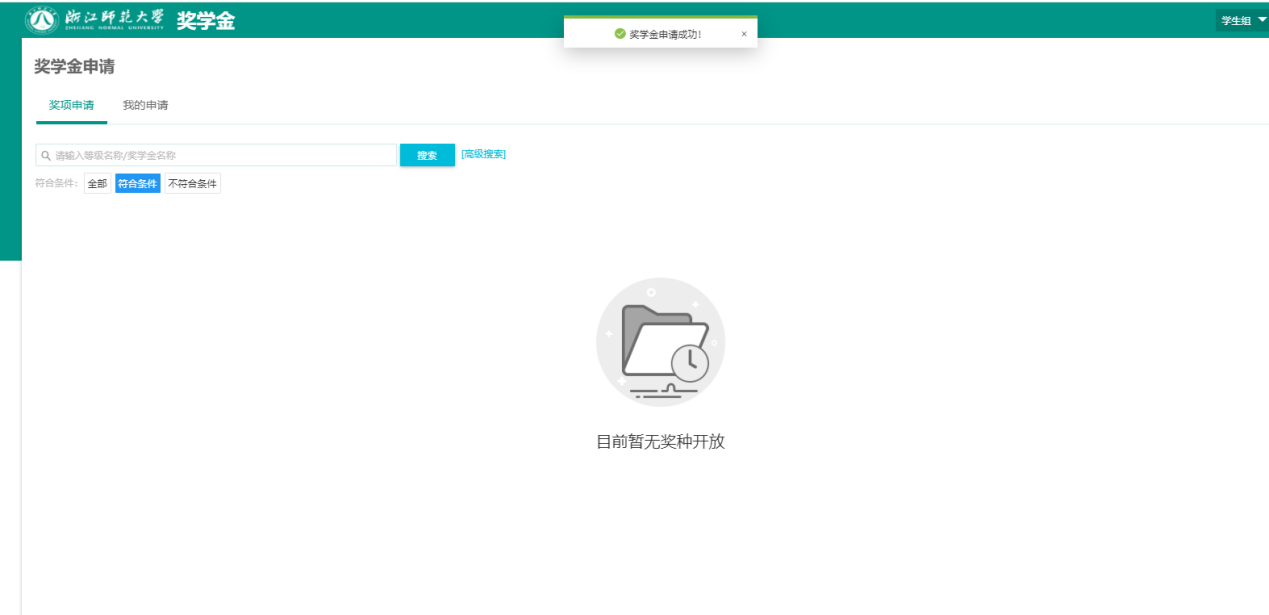 浙江师范大学 奖学金
ZHEJIANG NORMAL UNIVERSITY
奖学金申请成功！ ×
学生组
奖学金申请
奖项申请 我的申请
请输入等级名称/奖学金名称 搜索 [高级搜索]
符合条件： 全部 符合条件 不符合条件
目前暂无奖种开放